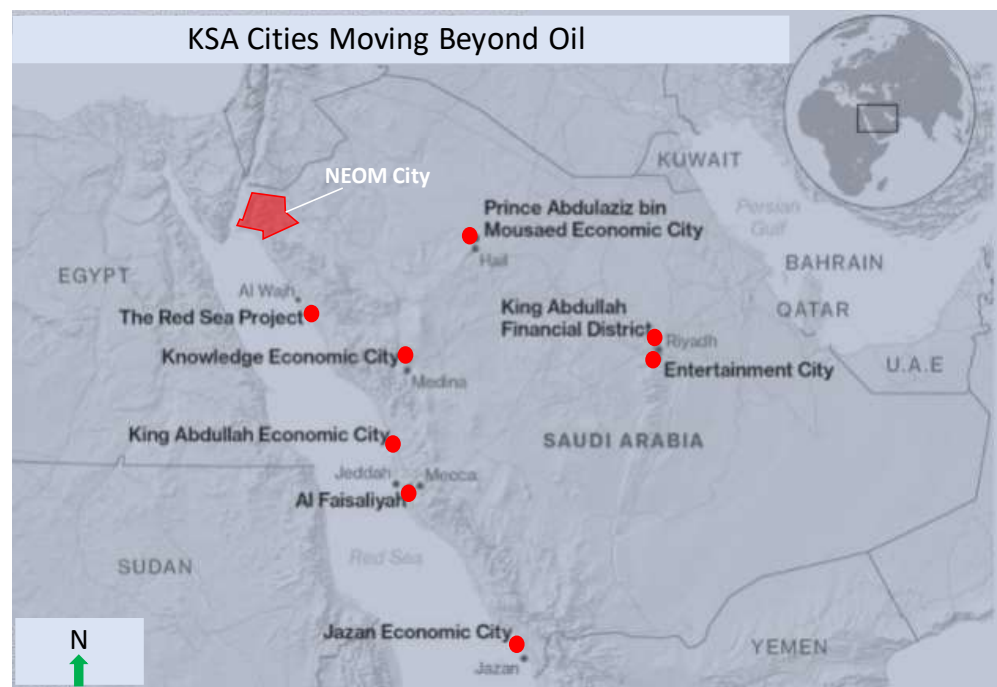 KSA Cities Moving Beyond Oil
KUWAIT
NEOM City
Prince Abdulaziz bin
Mousaed Economic City
Persian
Gulf
Hail
BAHRAIN
EGYPT
Al Wajh
QATAR
The Red Sea Project
King Abdullah
Financial District
Riyadh
Knowledge Economic City
Entertainment City
U.A.E
Medina
King Abdullah Economic City
SAUDI ARABIA
Jeddah
Mecca
Al Faisaliyah
Red Sea
SUDAN
Jazan Economic City
N
YEMEN
Jazan